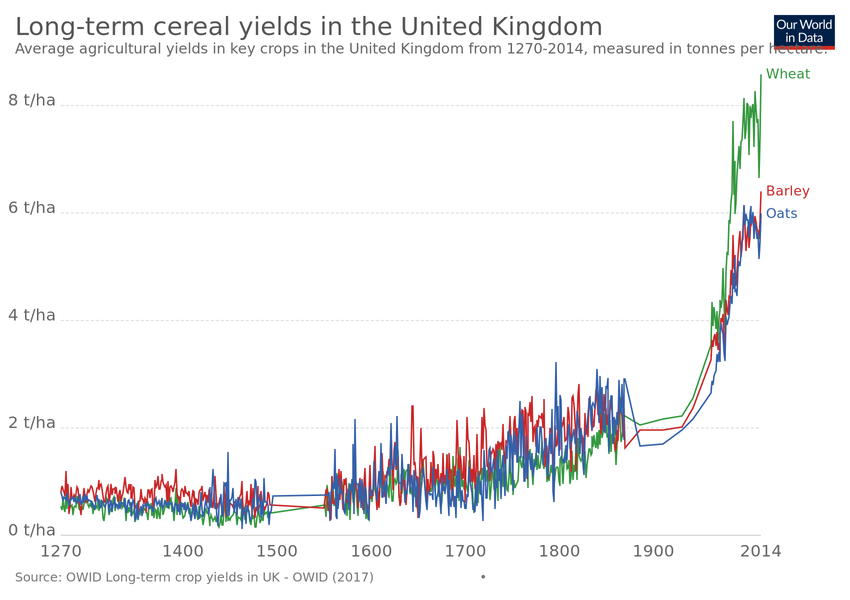 Long-term cereal yields in the United Kingdom
Our World
in Data
Average agricultural yields in key crops in the United Kingdom from 1270-2014, measured in tonnes per hectare.
Wheat
8 t/ha
Barley
6 t/ha
Oats
4 t/ha
2 t/ha
0 t/ha
1270 1400 1500 1600 1700 1800 1900 2014
Source: OWID Long-term crop yields in UK - OWID (2017) •